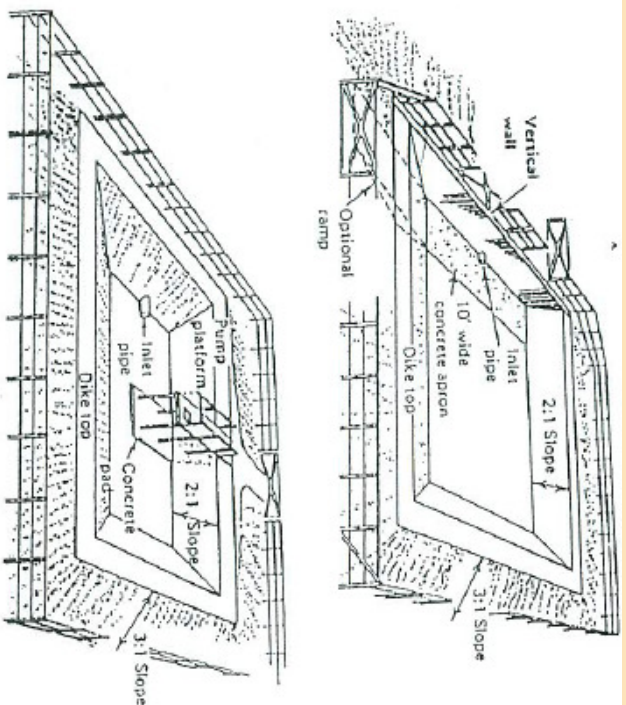 Vertical
wall
Optional
ramp
Inlet
pipe
10' wide
concrete apron
Dike top
2:1 Slope
3:1 Slope
Pump
platform
Inlet
pipe
Concrete
pad
2:1 Slope
Dike top
3:1 Slope